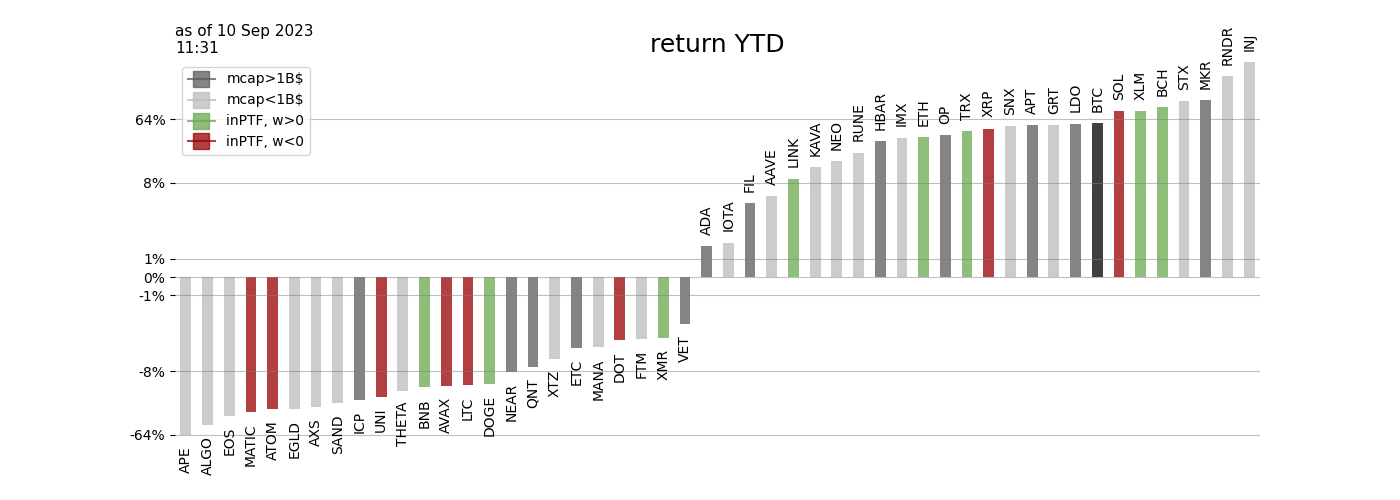 as of 10 Sep 2023
11:31
return YTD
mcap>1B$
mcap<1B$
inPTF, w>0
inPTF, w<0
64%
8%
1%
0%
-1%
-8%
-64%
APE
ALGO
EOS
MATIC
ATOM
EGLD
AXS
SAND
ICP
UNI
THETA
BNB
AVAX
LTC
DOGE
NEAR
QNT
XTZ
ETC
MANA
DOT
FTM
XMR
VET
ADA
IOTA
FIL
AAVE
LINK
KAVA
NEO
RUNE
HBAR
IMX
ETH
OP
TRX
XRP
SNX
APT
GRT
LDO
BTC
SOL
XLM
BCH
STX
MKR
RNDR
INJ